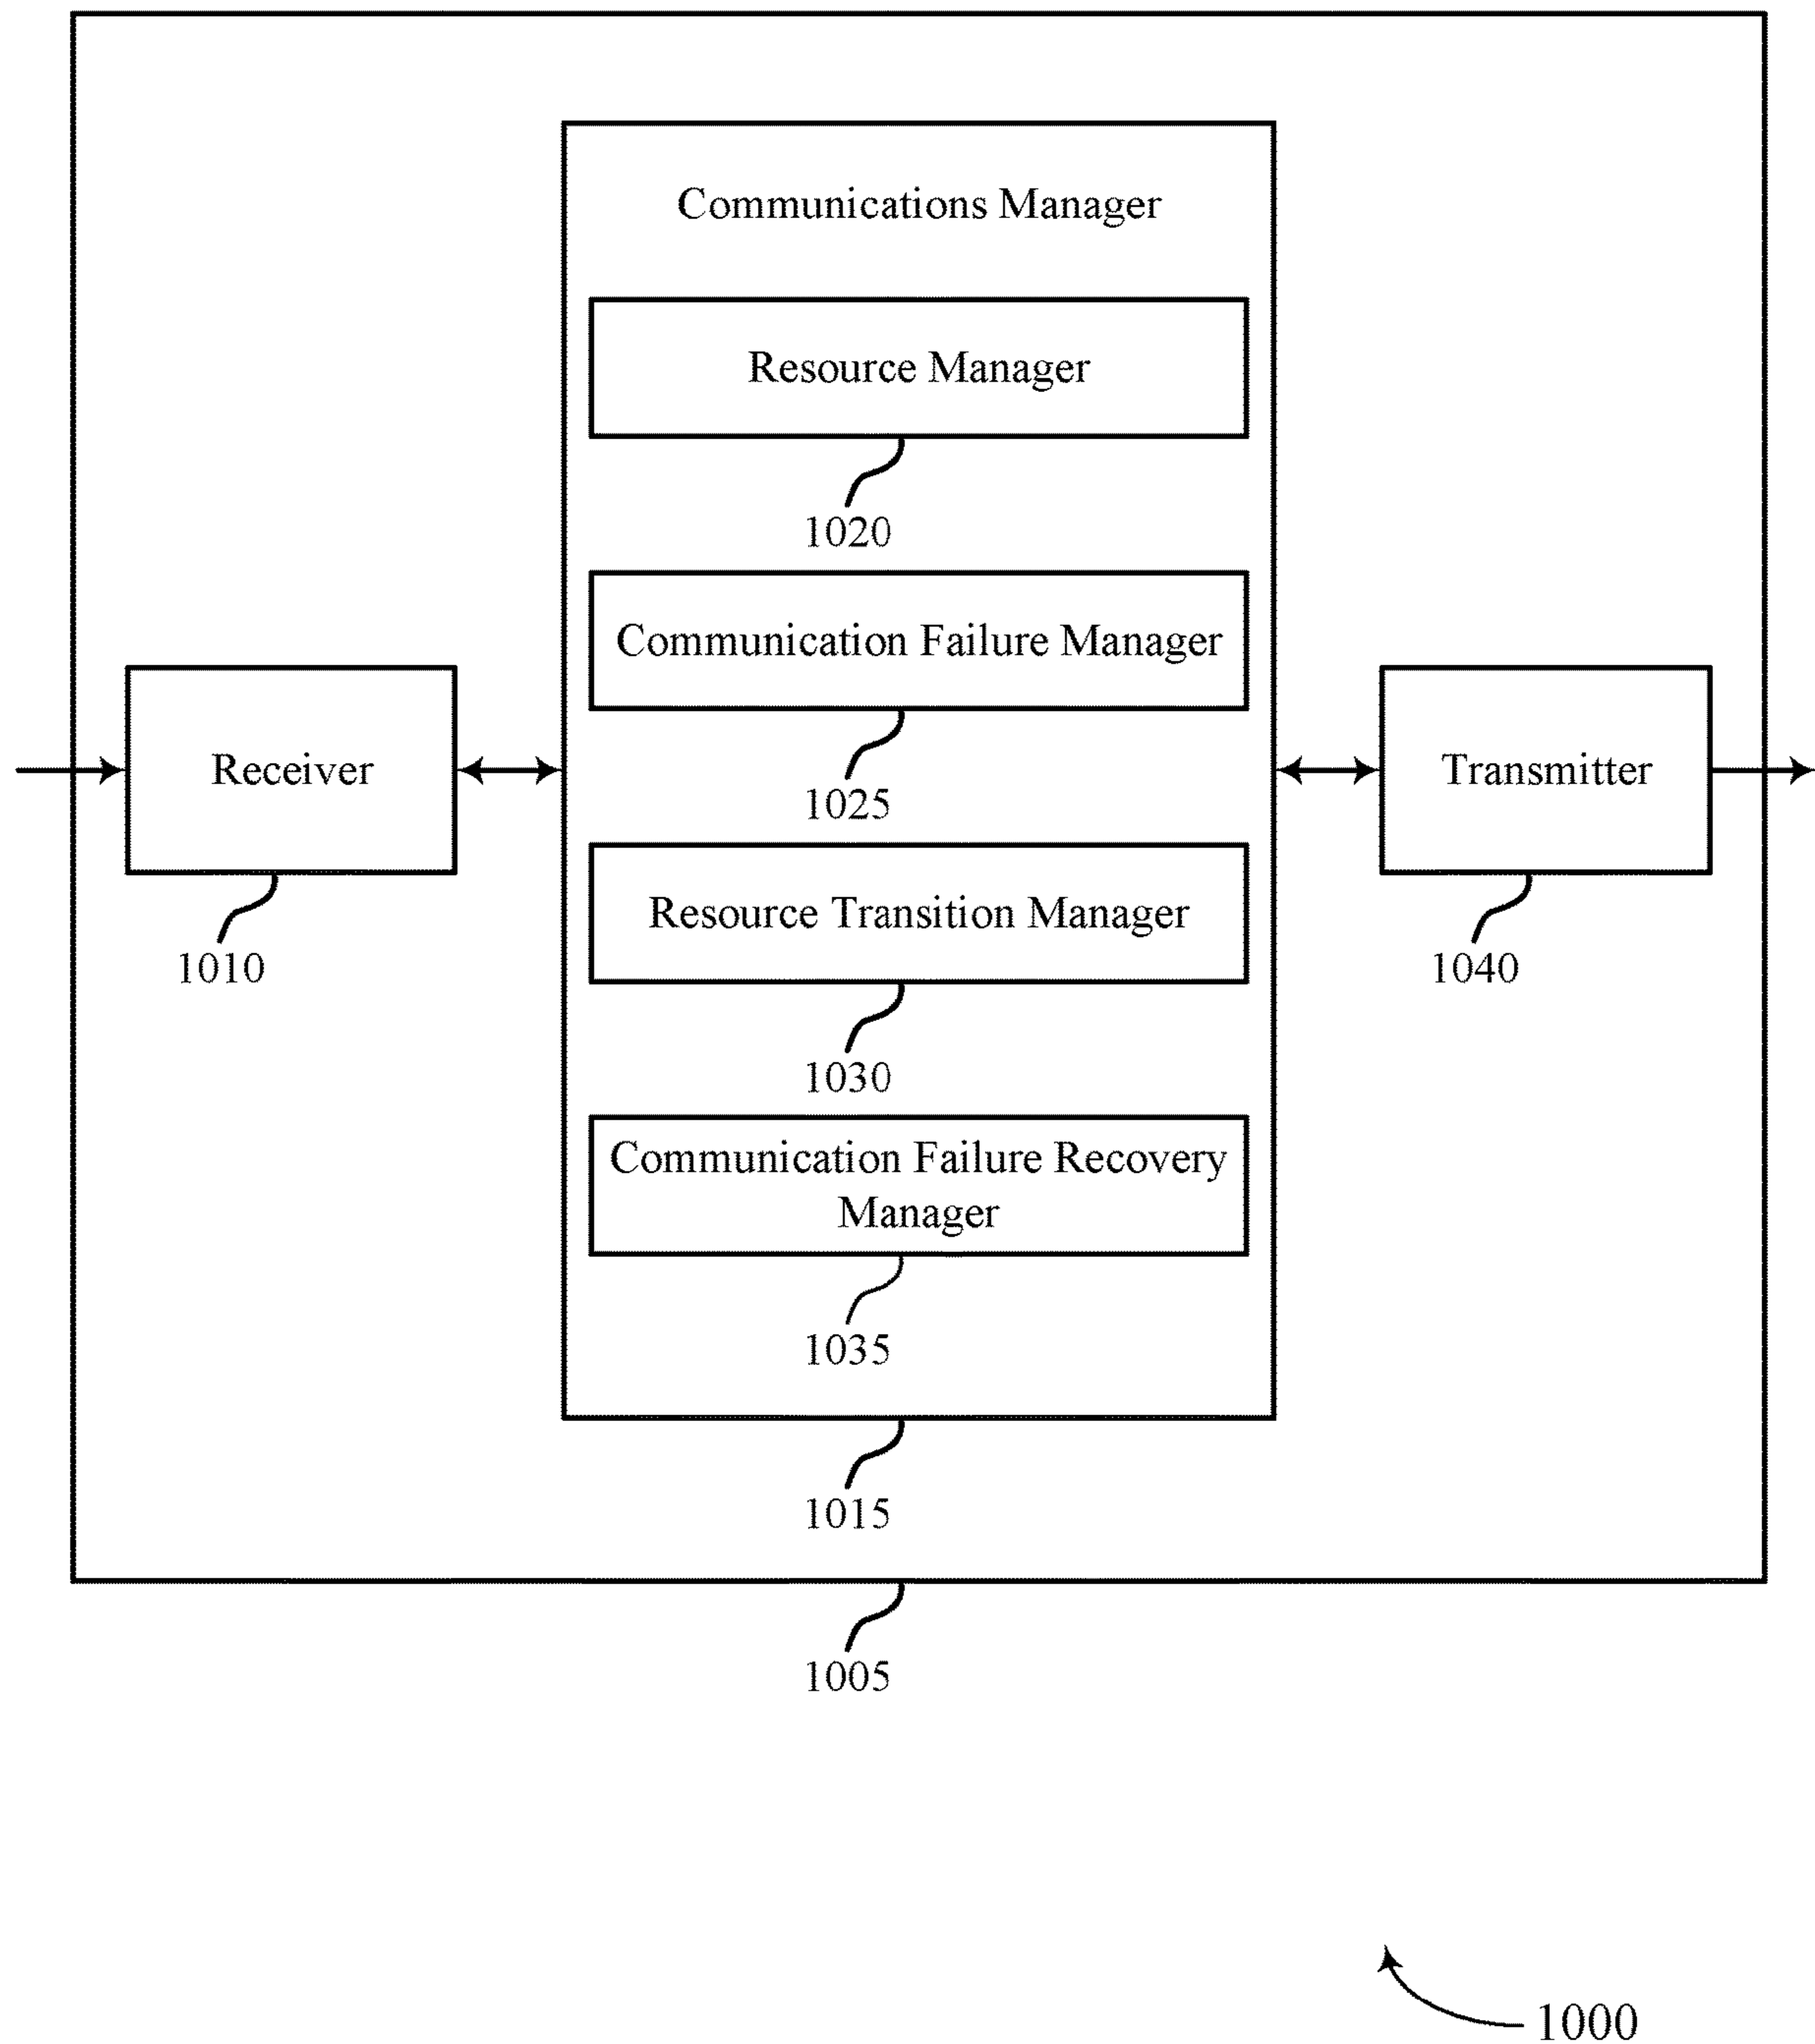 Communications Manager
Resource Manager
1020
Communication Failure Manager
1025
Receiver
1010
Transmitter
1040
Resource Transition Manager
1030
Communication Failure Recovery
Manager
1035
1015
1005
1000